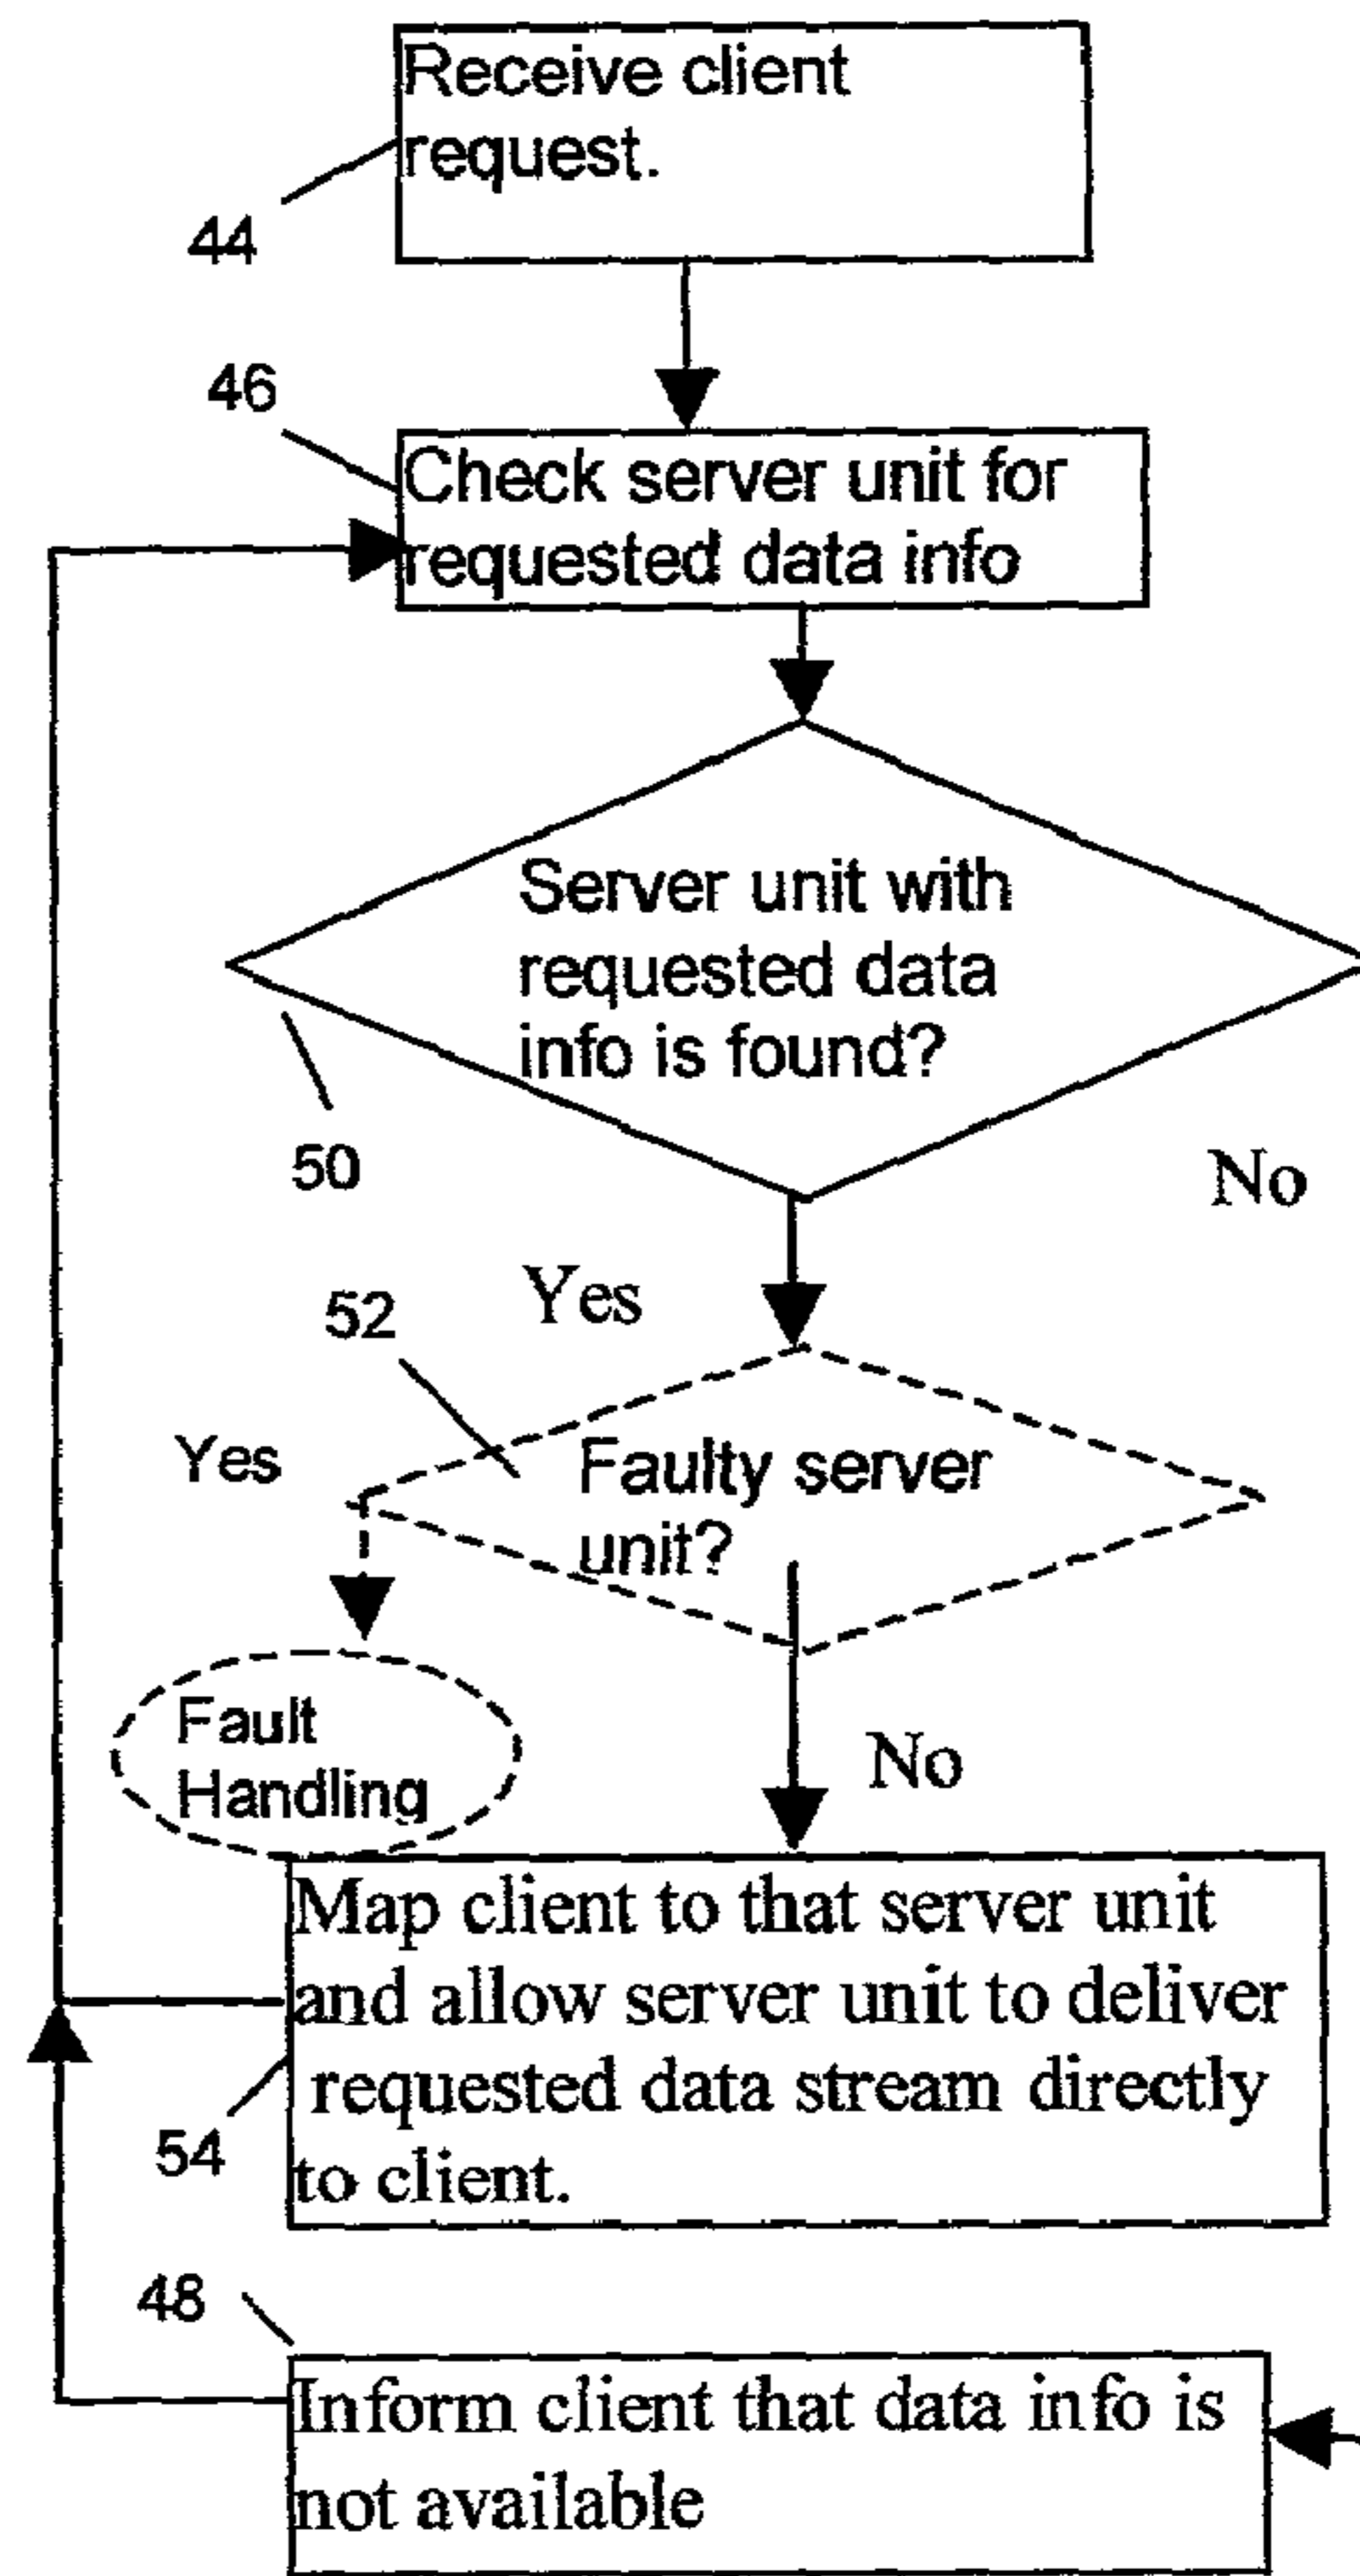 Receive client
request.
44
46
Check server unit for
requested data info
Server unit with
requested data
info is found?
50
No
Yes
52
Yes
Faulty server
unit?
Fault
Handling
No
Map client to that server unit
and allow server unit to deliver
requested data stream directly
to client.
54
48
Inform client that data info is
not available